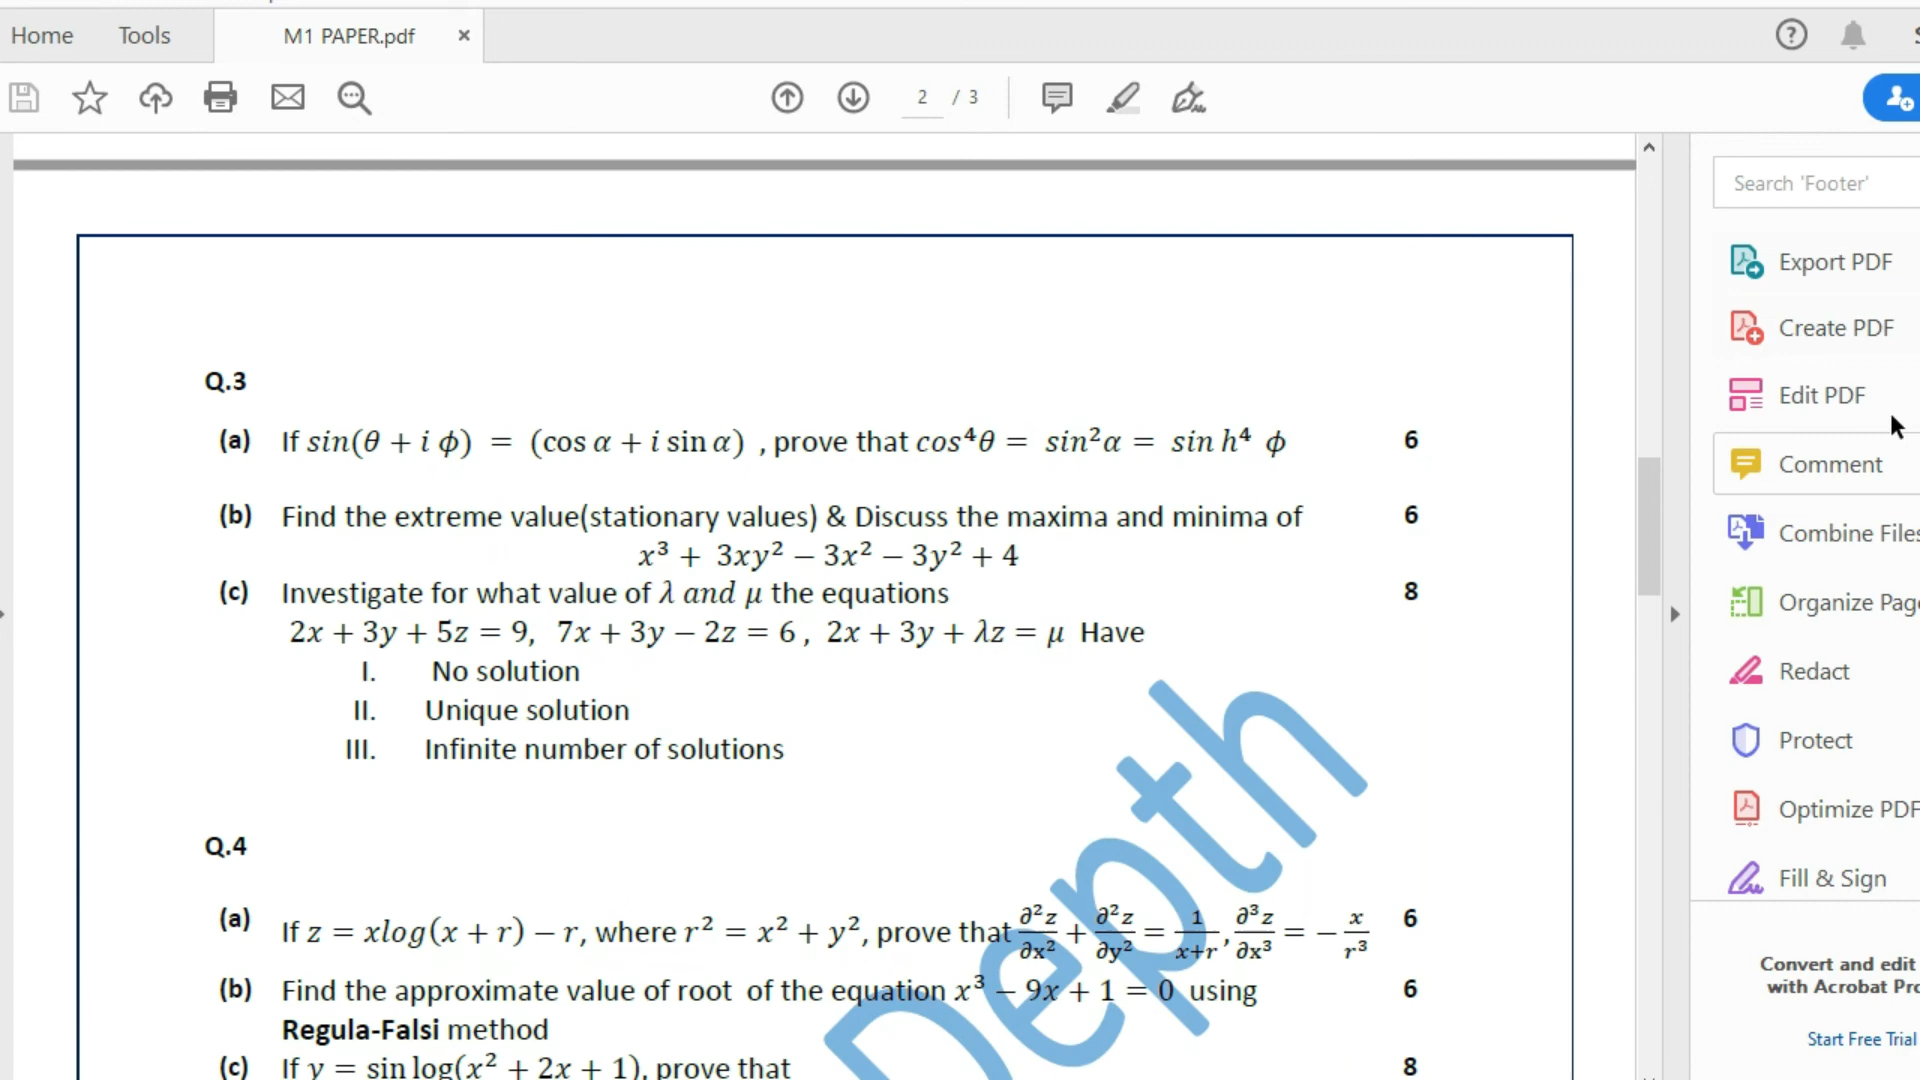 Home Tools M1 PAPER.pdf ×
2 / 3
Search 'Footer'
Export PDF
Create PDF
Edit PDF
Comment
Combine Files
Organize Page
Redact
Protect
Optimize PDF
Fill & Sign
Convert and edit
with Acrobat Pro
Start Free Trial
Q.3
(a) If sin(θ + i ϕ) = (cos α + i sin α) , prove that cos⁴θ = sin²α = sin h⁴ ϕ 6
(b) Find the extreme value(stationary values) & Discuss the maxima and minima of 6
x³ + 3xy² − 3x² − 3y² + 4
(c) Investigate for what value of λ and μ the equations 8
2x + 3y + 5z = 9, 7x + 3y − 2z = 6 , 2x + 3y + λz = μ Have
I. No solution
II. Unique solution
III. Infinite number of solutions
Q.4
(a) If z = xlog(x + r) − r, where r² = x² + y², prove that ∂²z/∂x² + ∂²z/∂y² = 1/(x+r), ∂³z/∂x³ = − x/r³ 6
(b) Find the approximate value of root of the equation x³ − 9x + 1 = 0 using 6
Regula-Falsi method
(c) If y = sin log(x² + 2x + 1), prove that 8
Depth